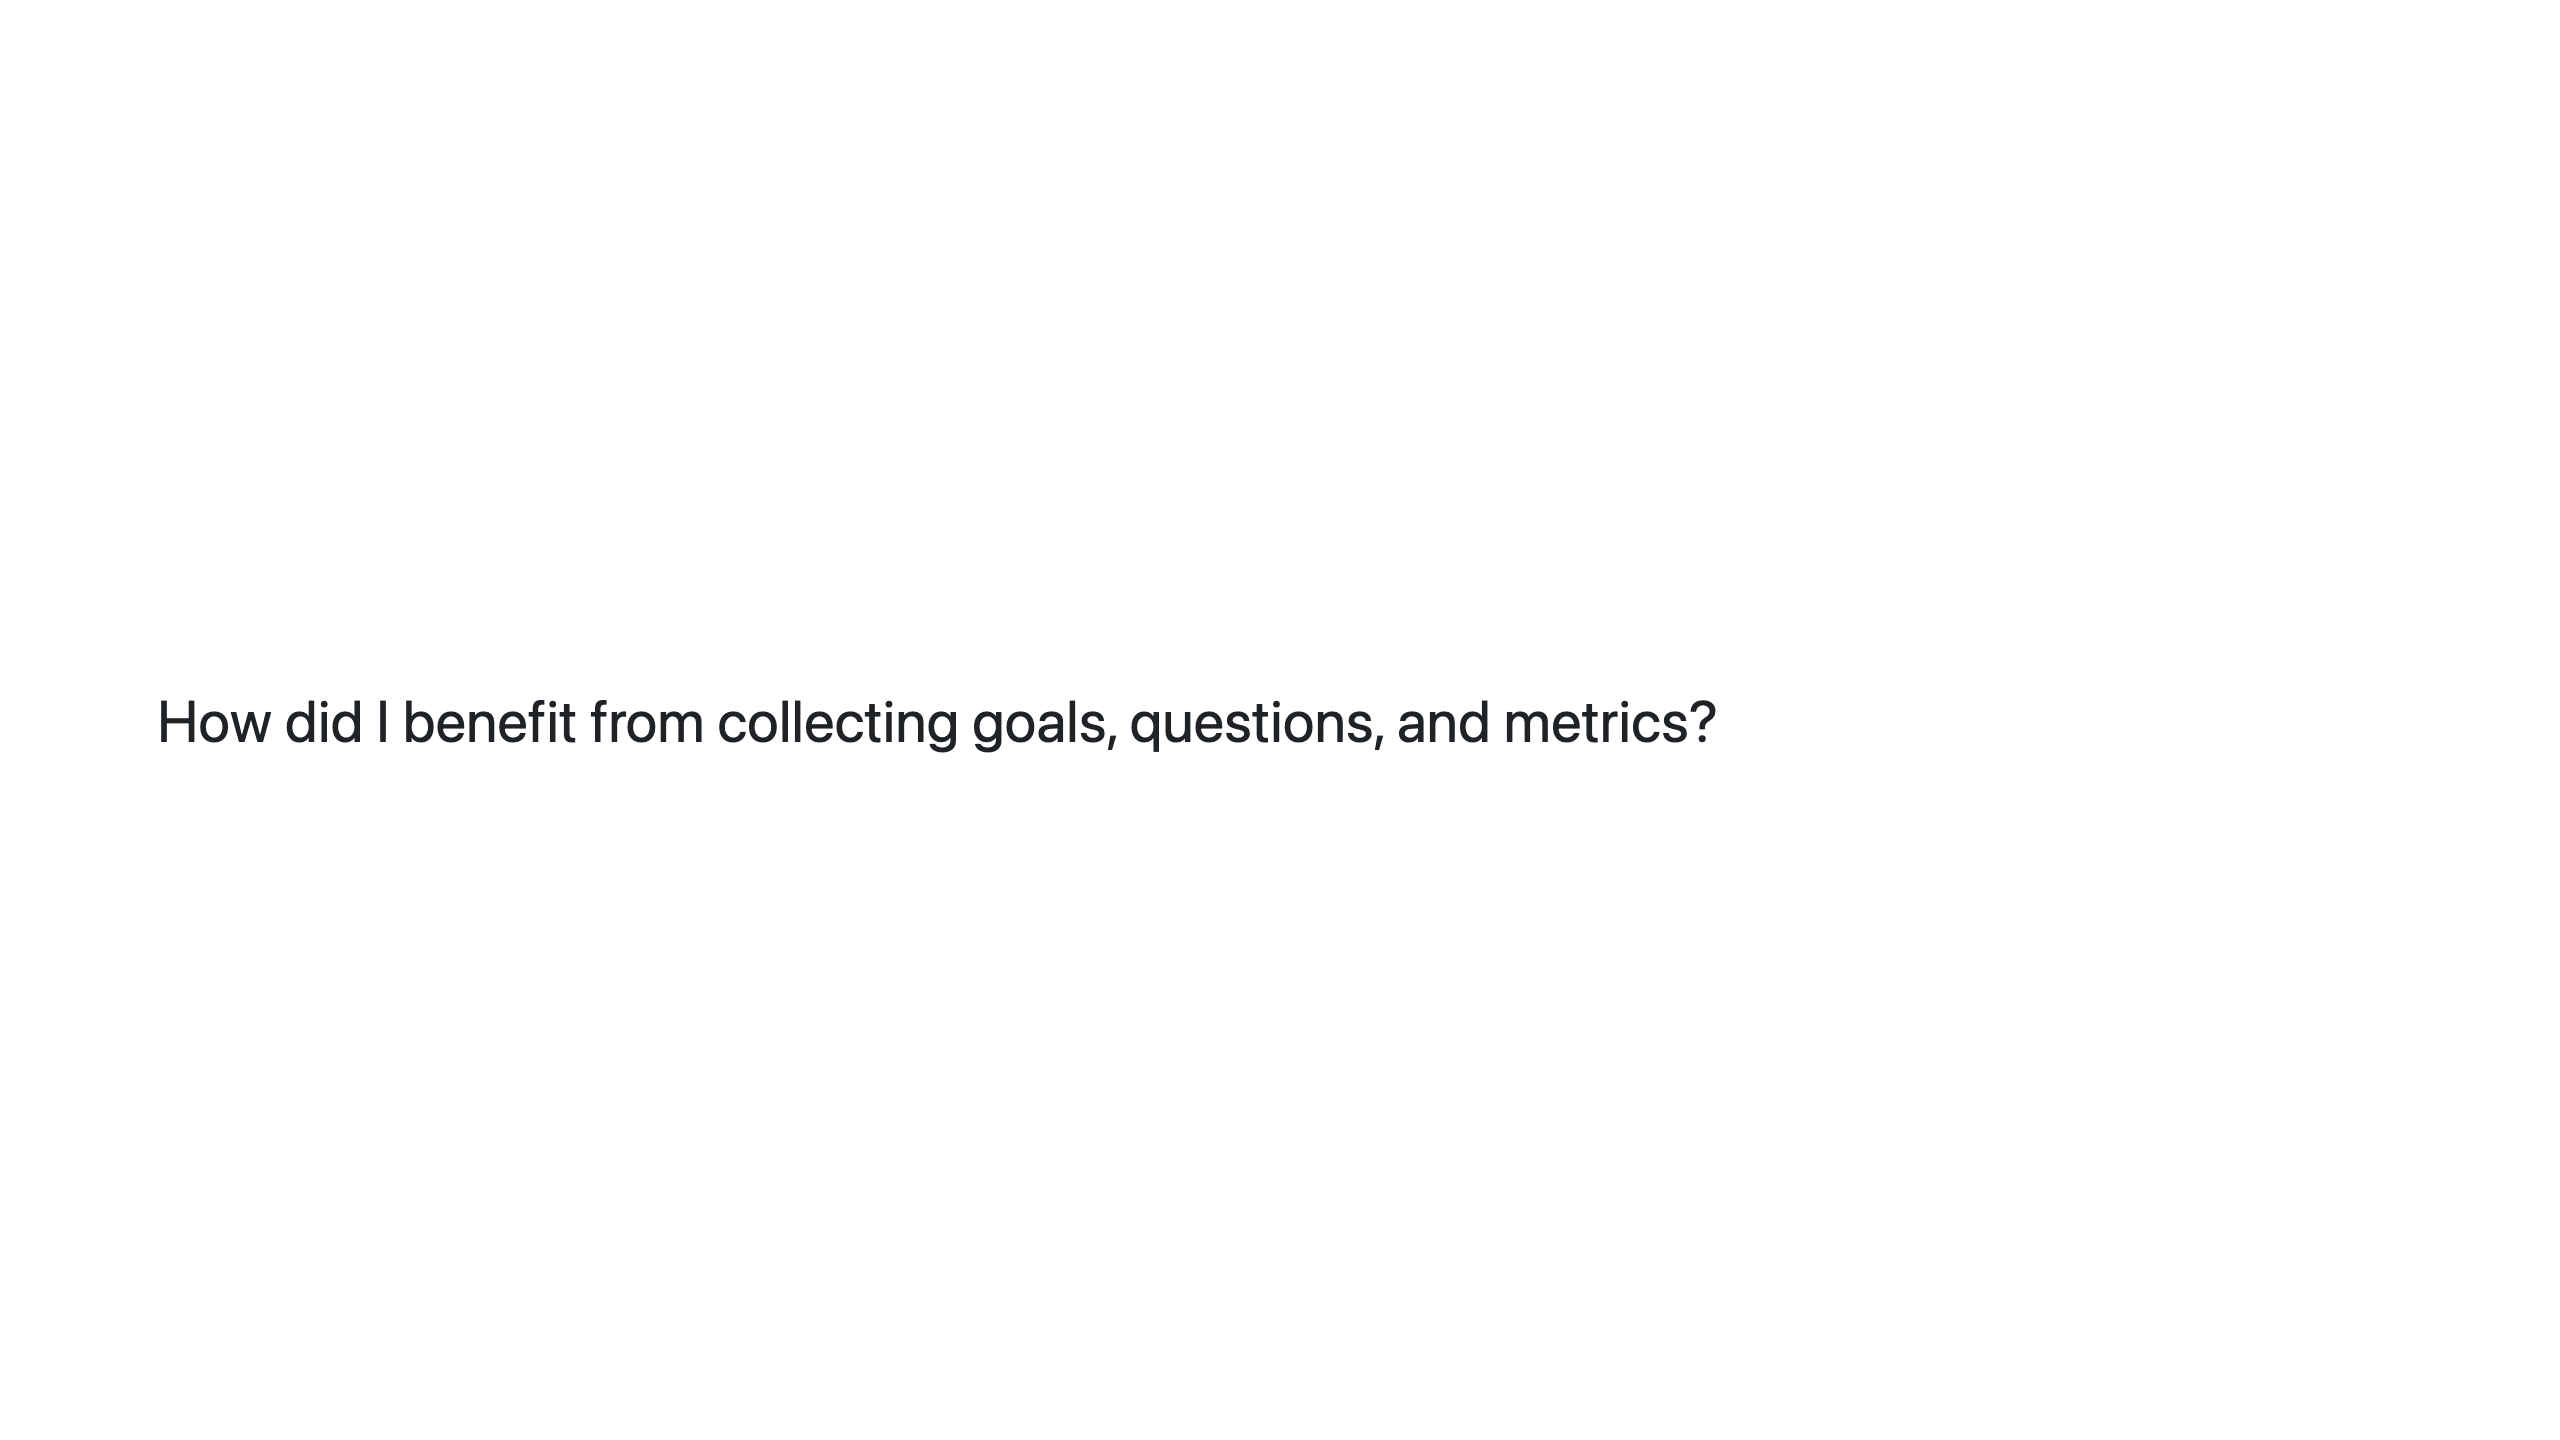 How did I benefit from collecting goals, questions, and metrics?